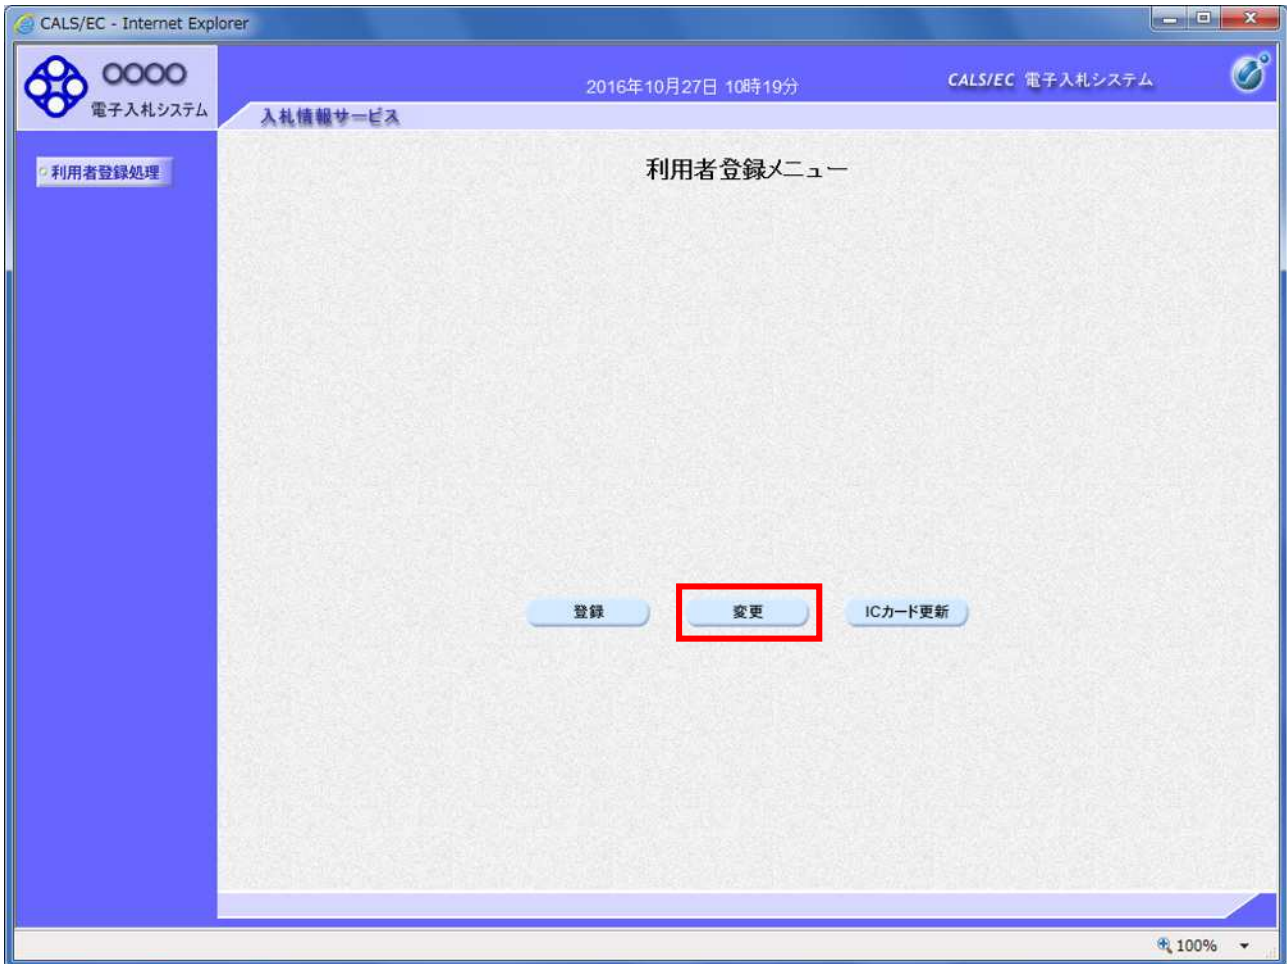 CALS/EC - Internet Explorer
〇〇〇〇
電子入札システム
2016年10月27日 10時19分
CALS/EC 電子入札システム
入札情報サービス
利用者登録処理
利用者登録メニュー
登録
変更
ICカード更新
100%